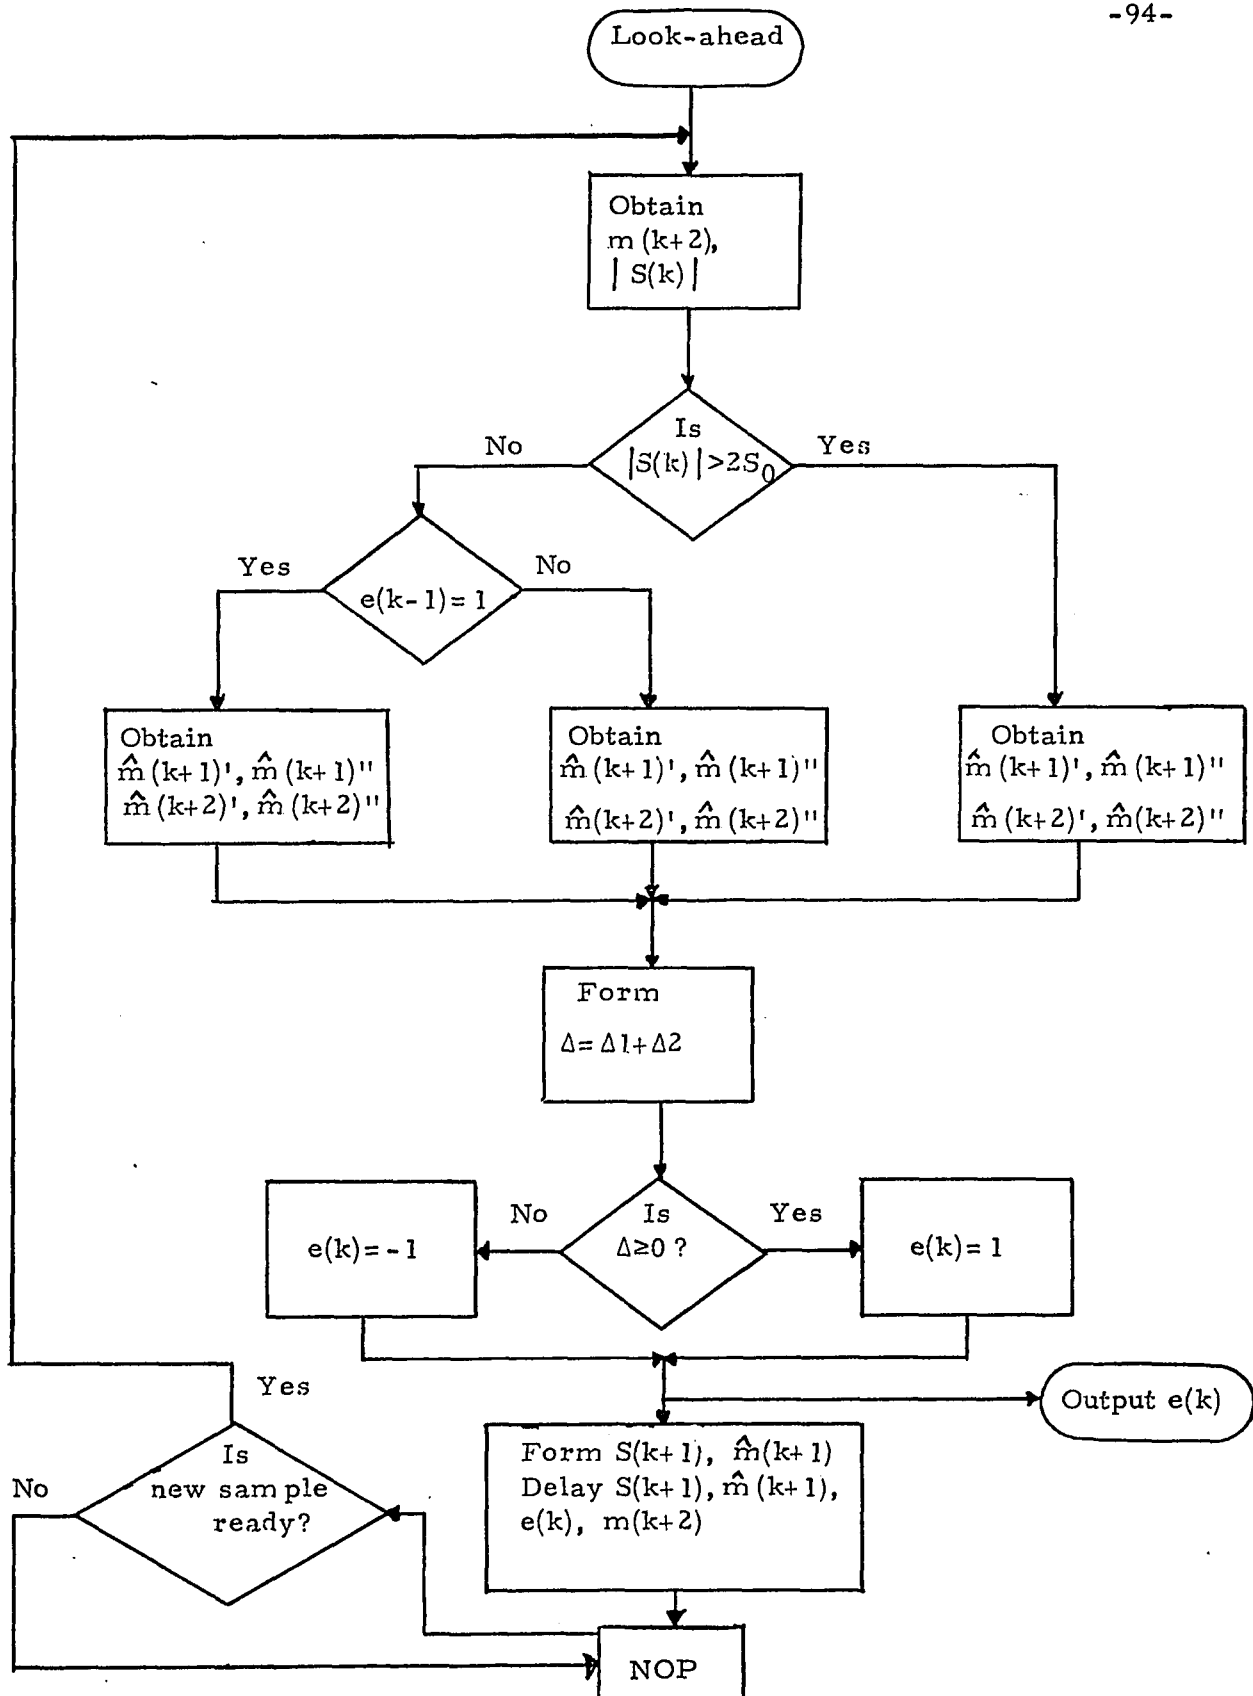 -94-
Look-ahead
Obtain
m (k+2),
| S(k) |
Is
|S(k)|>2S₀
No
Yes
e(k-1)= 1
Yes
No
Obtain
m̂ (k+1)', m̂ (k+1)"
m̂ (k+2)', m̂ (k+2)"
Obtain
m̂ (k+1)', m̂ (k+1)"
m̂(k+2)', m̂ (k+2)"
Obtain
m̂ (k+1)', m̂ (k+1)"
m̂ (k+2)', m̂(k+2)"
Form
Δ= Δ1+Δ2
Is
Δ≥0 ?
No
Yes
e(k)= -1
e(k)= 1
Output e(k)
Form S(k+1), m̂(k+1)
Delay S(k+1), m̂ (k+1),
e(k), m(k+2)
Yes
Is
new sample
ready?
No
NOP